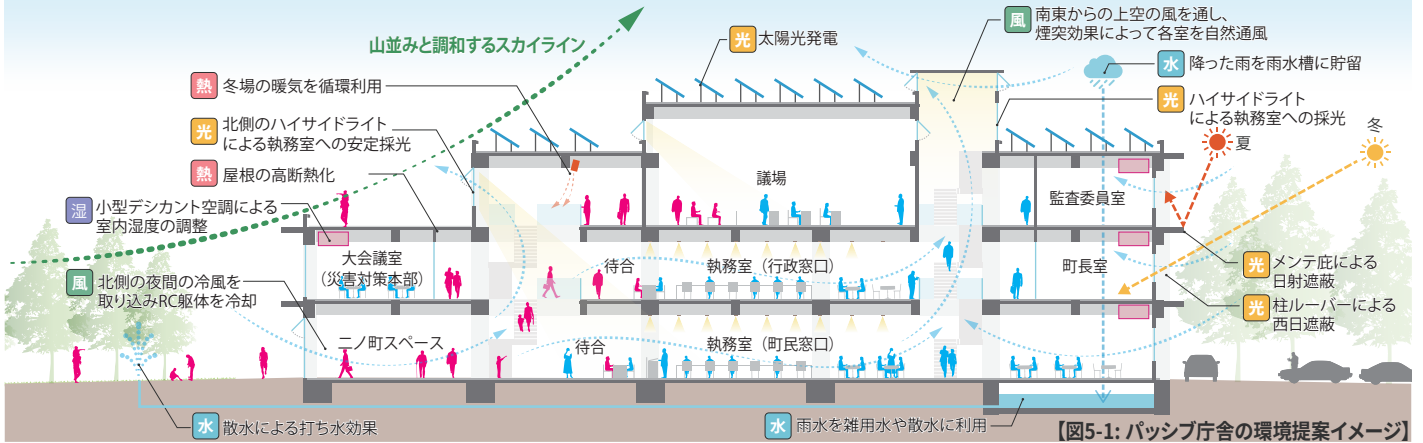 山並みと調和するスカイライン
熱 冬場の暖気を循環利用
光 北側のハイサイドライト
による執務室への安定採光
熱 屋根の高断熱化
湿 小型デシカント空調による
室内湿度の調整
風 北側の夜間の冷風を
取り込みRC躯体を冷却
光 太陽光発電
風 南東からの上空の風を通し、
煙突効果によって各室を自然通風
水 降った雨を雨水槽に貯留
光 ハイサイドライト
による執務室への採光
夏
冬
議場
監査委員室
大会議室
(災害対策本部)
待合
執務室(行政窓口)
町長室
光 メンテ庇による
日射遮蔽
光 柱ルーバーによる
西日遮蔽
二ノ町スペース
待合
執務室(町民窓口)
水 散水による打ち水効果
水 雨水を雑用水や散水に利用
【図5-1: パッシブ庁舎の環境提案イメージ】